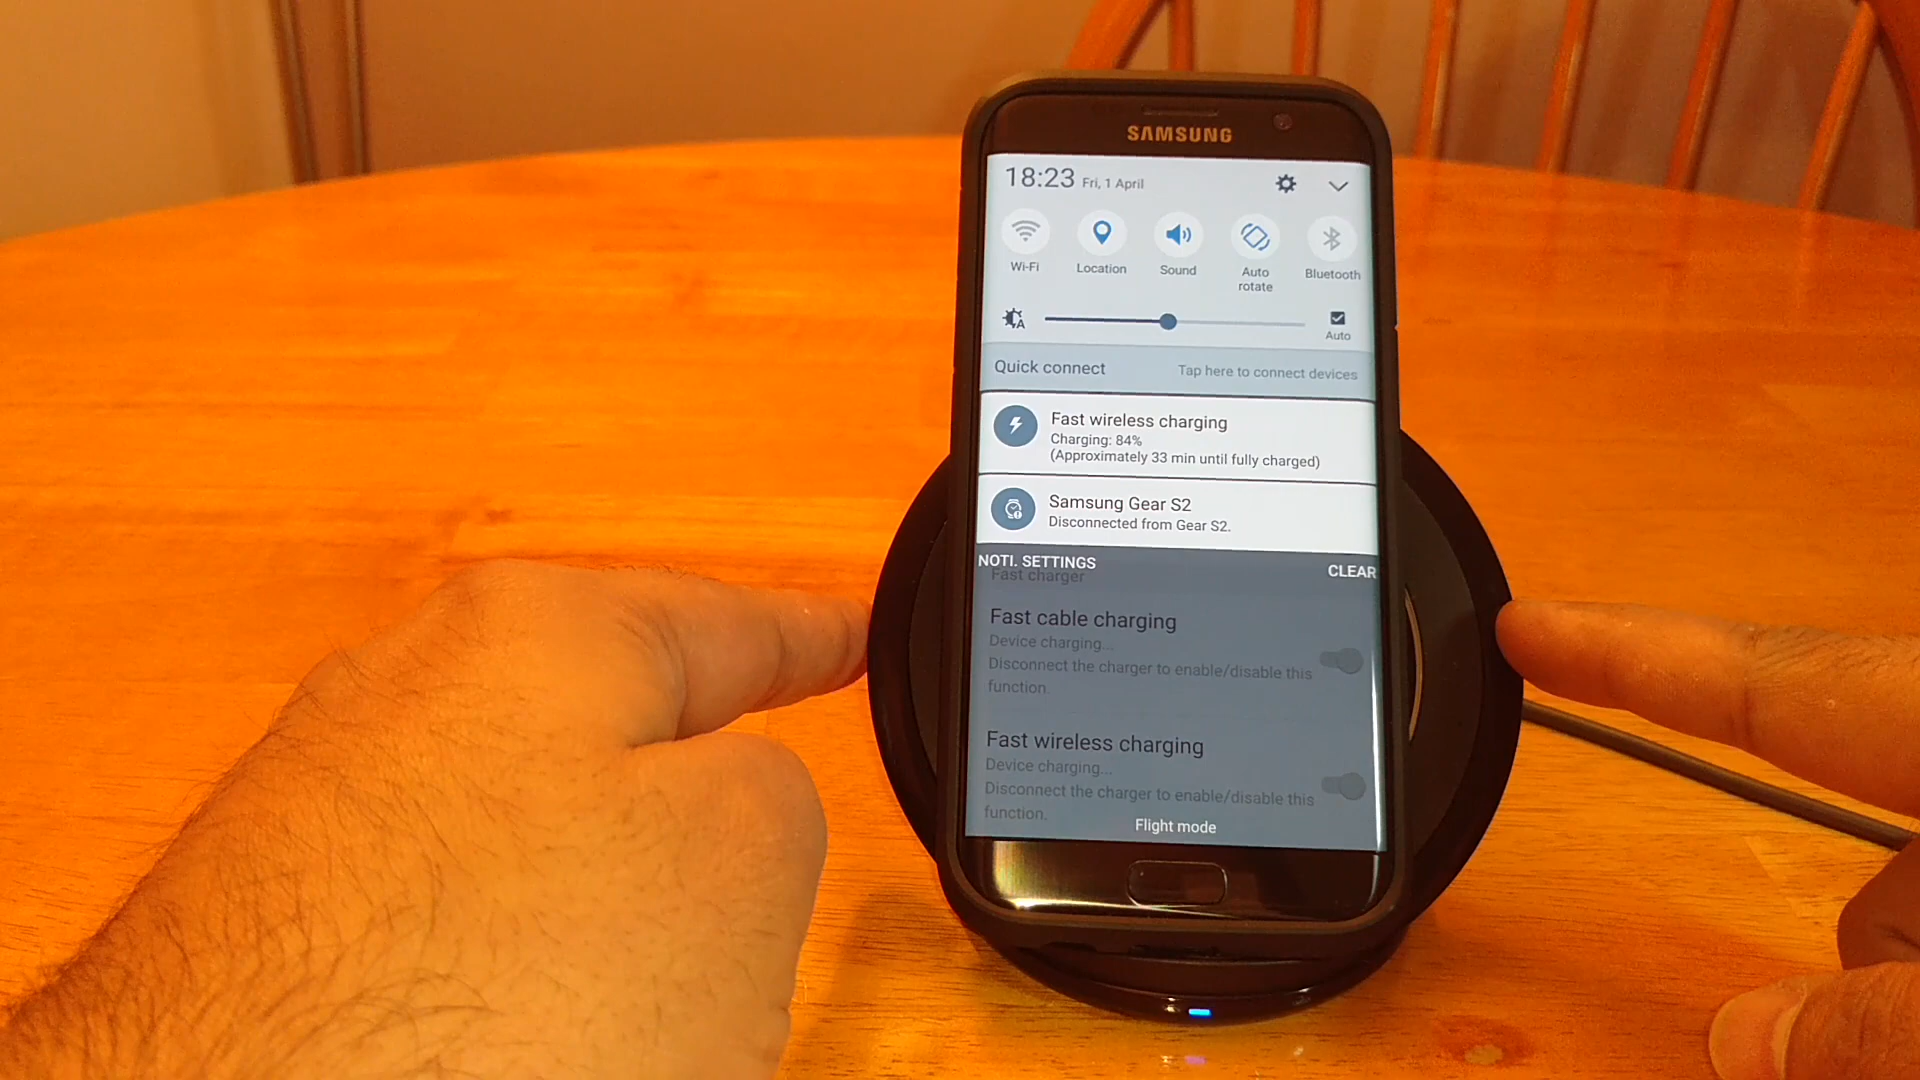 SAMSUNG
18:23 Fri, 1 April
Wi-Fi
Location
Sound
Auto
rotate
Bluetooth
A
Auto
Quick connect
Tap here to connect devices
Fast wireless charging
Charging: 84%
(Approximately 33 min until fully charged)
Samsung Gear S2
Disconnected from Gear S2.
NOTI. SETTINGS
CLEAR
Fast charger
Fast cable charging
Device charging...
Disconnect the charger to enable/disable this
function.
Fast wireless charging
Device charging...
Disconnect the charger to enable/disable this
function.
Flight mode